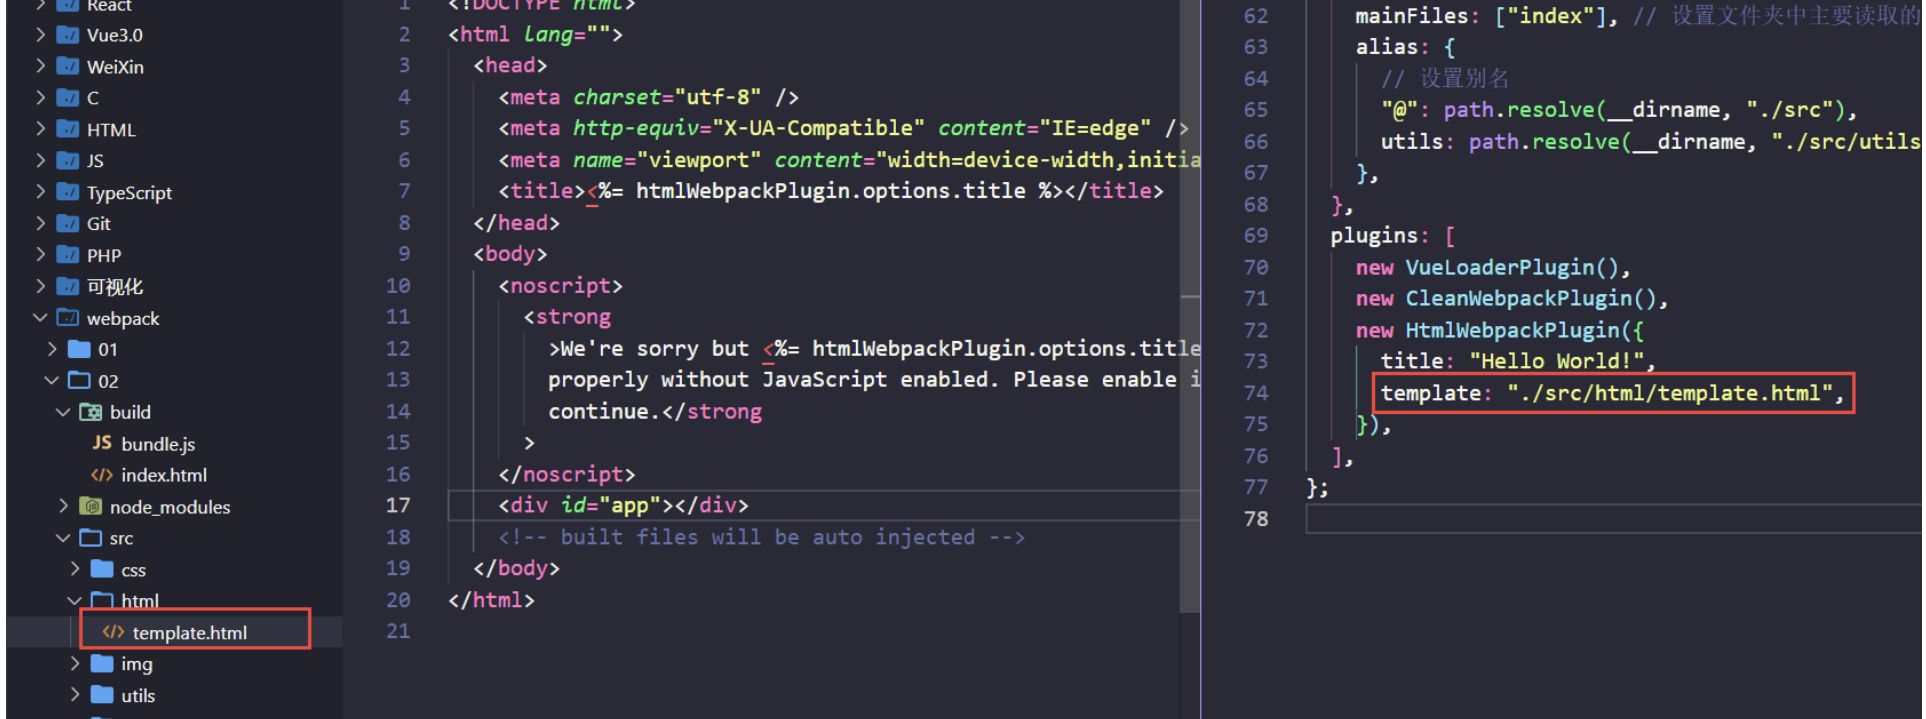 React
Vue3.0
WeiXin
C
HTML
JS
TypeScript
Git
PHP
可视化
webpack
01
02
build
JS bundle.js
</> index.html
node_modules
src
css
html
</> template.html
img
utils
1 <!DOCTYPE html>
2 <html lang="">
3 <head>
4 <meta charset="utf-8" />
5 <meta http-equiv="X-UA-Compatible" content="IE=edge" />
6 <meta name="viewport" content="width=device-width,initia
7 <title><%= htmlWebpackPlugin.options.title %></title>
8 </head>
9 <body>
10 <noscript>
11 <strong
12 >We're sorry but <%= htmlWebpackPlugin.options.title
13 properly without JavaScript enabled. Please enable i
14 continue.</strong
15 >
16 </noscript>
17 <div id="app"></div>
18 <!-- built files will be auto injected -->
19 </body>
20 </html>
21
62 mainFiles: ["index"], // 设置文件夹中主要读取的
63 alias: {
64 // 设置别名
65 "@": path.resolve(__dirname, "./src"),
66 utils: path.resolve(__dirname, "./src/utils
67 },
68 },
69 plugins: [
70 new VueLoaderPlugin(),
71 new CleanWebpackPlugin(),
72 new HtmlWebpackPlugin({
73 title: "Hello World!",
74 template: "./src/html/template.html",
75 }),
76 ],
77 };
78